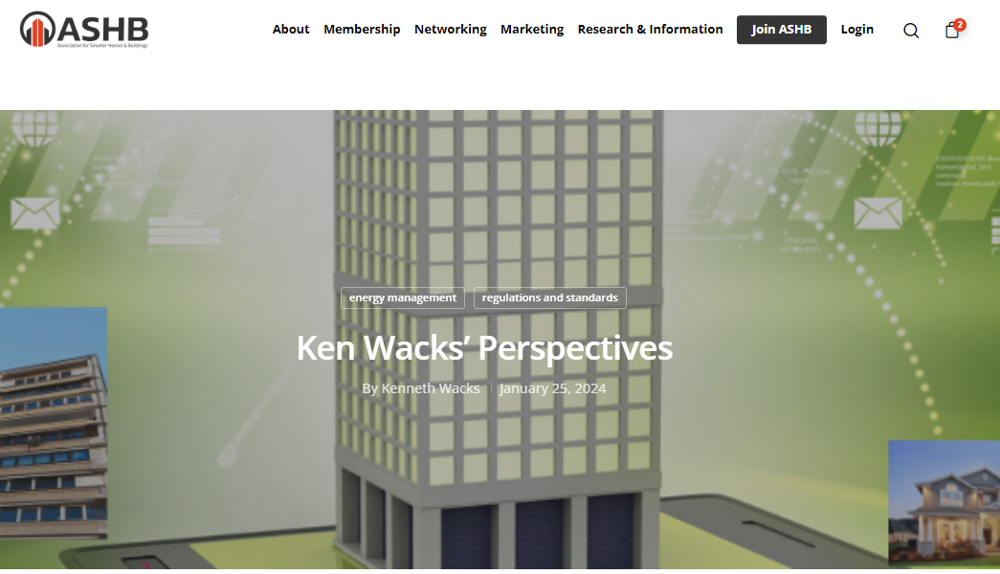 ASHB
Association for Smarter Homes & Buildings
About Membership Networking Marketing Research & Information Join ASHB Login 2
energy management regulations and standards
Ken Wacks’ Perspectives
By Kenneth Wacks January 25, 2024